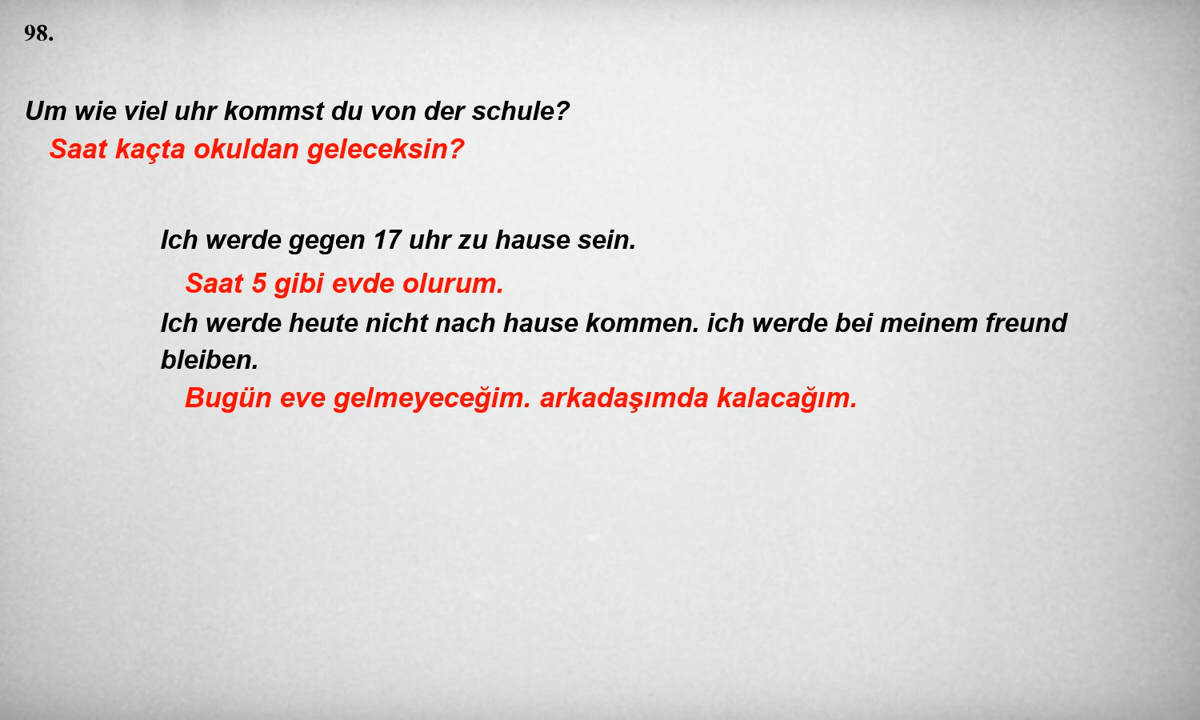 98.
Um wie viel uhr kommst du von der schule?
Saat kaçta okuldan geleceksin?
Ich werde gegen 17 uhr zu hause sein.
Saat 5 gibi evde olurum.
Ich werde heute nicht nach hause kommen. ich werde bei meinem freund
bleiben.
Bugün eve gelmeyeceğim. arkadaşımda kalacağım.